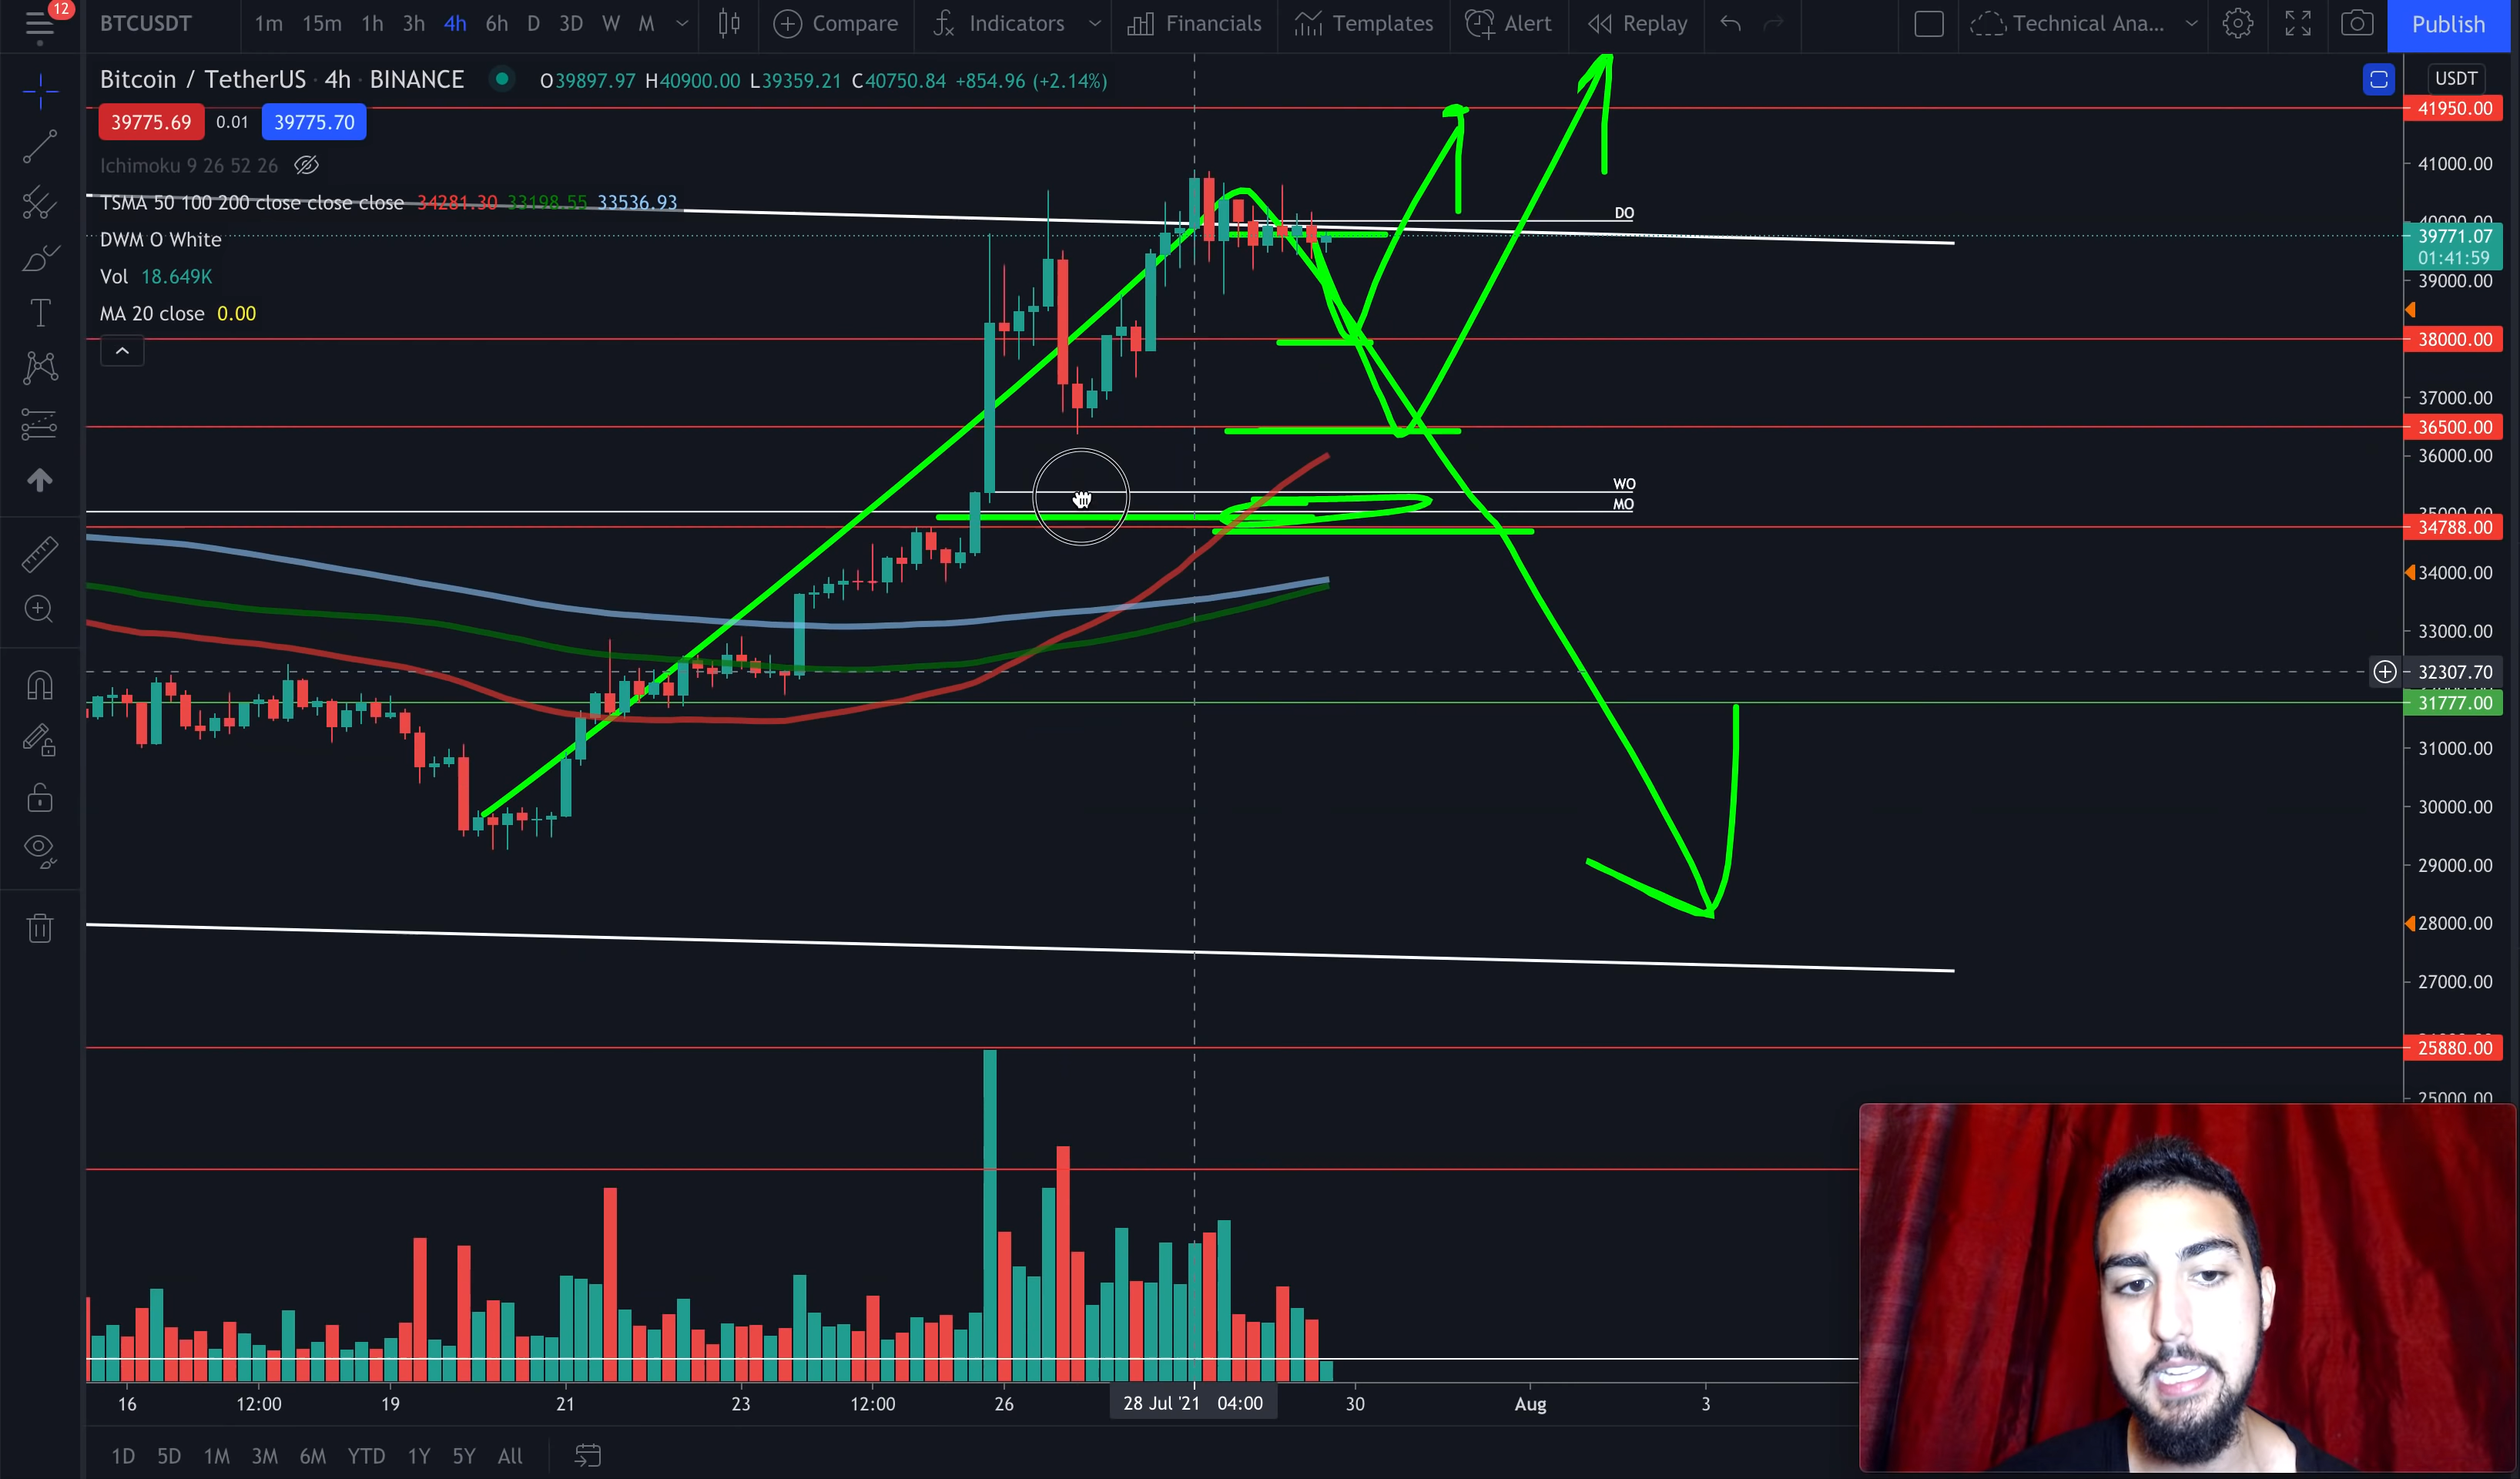 12
BTCUSDT 1m 15m 1h 3h 4h 6h D 3D W M Compare Indicators Financials Templates Alert Replay Technical Ana... Publish
Bitcoin / TetherUS · 4h · BINANCE O39897.97 H40900.00 L39359.21 C40750.84 +854.96 (+2.14%)
USDT
39775.69 0.01 39775.70
Ichimoku 9 26 52 26
TSMA 50 100 200 close close close 34281.30 33198.55 33536.93
DWM O White
Vol 18.649K
MA 20 close 0.00
DO
WO
MO
41950.00
41000.00
40000.00
39771.07
01:41:59
39000.00
38000.00
37000.00
36500.00
36000.00
35000.00
34788.00
34000.00
33000.00
32307.70
31777.00
31000.00
30000.00
29000.00
28000.00
27000.00
25880.00
25000.00
16 12:00 19 21 23 12:00 26 28 Jul '21 04:00 30 Aug 3
1D 5D 1M 3M 6M YTD 1Y 5Y All